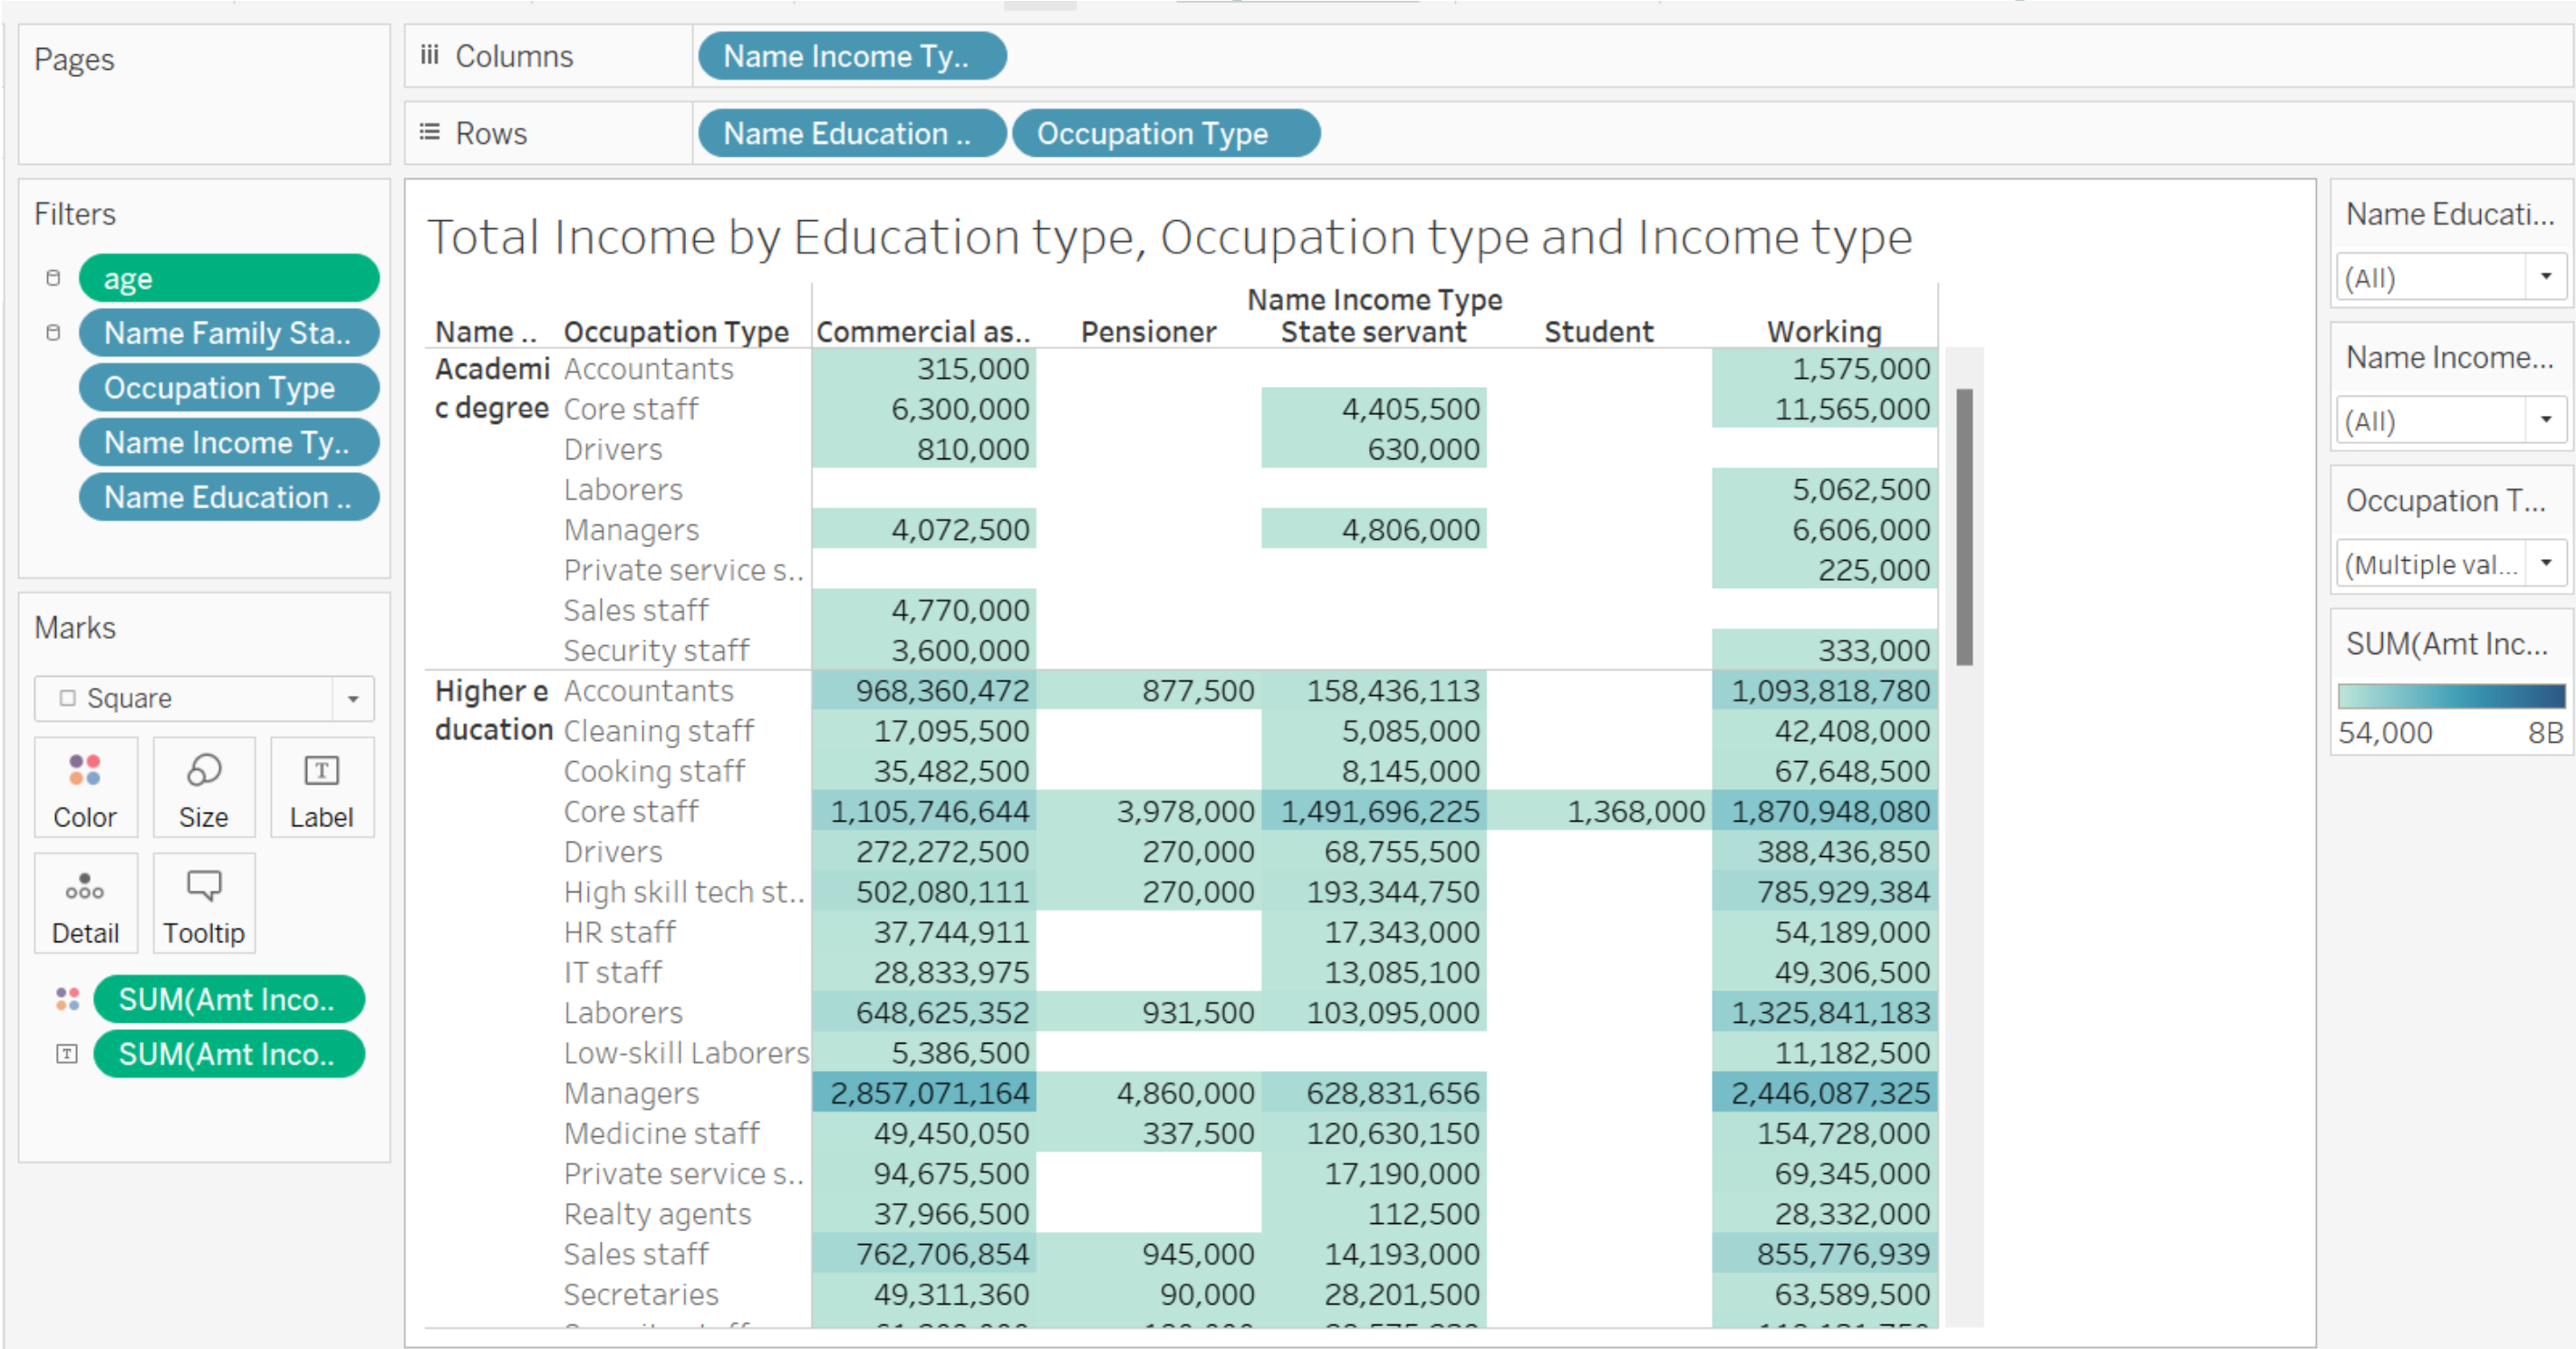 Pages
Columns
Name Income Ty..
Rows
Name Education .. Occupation Type
Filters
age
Name Family Sta..
Occupation Type
Name Income Ty..
Name Education ..
Marks
Square
Color Size Label
Detail Tooltip
SUM(Amt Inco..
SUM(Amt Inco..
Total Income by Education type, Occupation type and Income type
Name Income Type
Name .. Occupation Type Commercial as.. Pensioner State servant Student Working
Academi Accountants 315,000 1,575,000
c degree Core staff 6,300,000 4,405,500 11,565,000
Drivers 810,000 630,000
Laborers 5,062,500
Managers 4,072,500 4,806,000 6,606,000
Private service s.. 225,000
Sales staff 4,770,000
Security staff 3,600,000 333,000
Higher e Accountants 968,360,472 877,500 158,436,113 1,093,818,780
ducation Cleaning staff 17,095,500 5,085,000 42,408,000
Cooking staff 35,482,500 8,145,000 67,648,500
Core staff 1,105,746,644 3,978,000 1,491,696,225 1,368,000 1,870,948,080
Drivers 272,272,500 270,000 68,755,500 388,436,850
High skill tech st.. 502,080,111 270,000 193,344,750 785,929,384
HR staff 37,744,911 17,343,000 54,189,000
IT staff 28,833,975 13,085,100 49,306,500
Laborers 648,625,352 931,500 103,095,000 1,325,841,183
Low-skill Laborers 5,386,500 11,182,500
Managers 2,857,071,164 4,860,000 628,831,656 2,446,087,325
Medicine staff 49,450,050 337,500 120,630,150 154,728,000
Private service s.. 94,675,500 17,190,000 69,345,000
Realty agents 37,966,500 112,500 28,332,000
Sales staff 762,706,854 945,000 14,193,000 855,776,939
Secretaries 49,311,360 90,000 28,201,500 63,589,500
Name Educati...
(All)
Name Income...
(All)
Occupation T...
(Multiple val...
SUM(Amt Inc...
54,000 8B